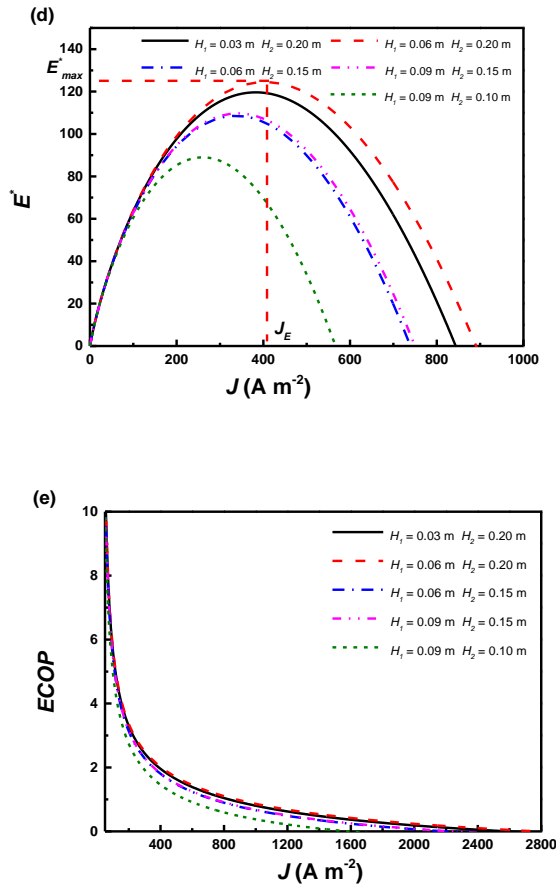 (d)
H₁ = 0.03 m H₂ = 0.20 m
H₁ = 0.06 m H₂ = 0.20 m
H₁ = 0.06 m H₂ = 0.15 m
H₁ = 0.09 m H₂ = 0.15 m
H₁ = 0.09 m H₂ = 0.10 m
E*max
140
120
100
80
60
40
20
0
E*
J_E
0 200 400 600 800 1000
J (A m⁻²)
(e)
H₁ = 0.03 m H₂ = 0.20 m
H₁ = 0.06 m H₂ = 0.20 m
H₁ = 0.06 m H₂ = 0.15 m
H₁ = 0.09 m H₂ = 0.15 m
H₁ = 0.09 m H₂ = 0.10 m
10
8
6
4
2
0
ECOP
400 800 1200 1600 2000 2400 2800
J (A m⁻²)